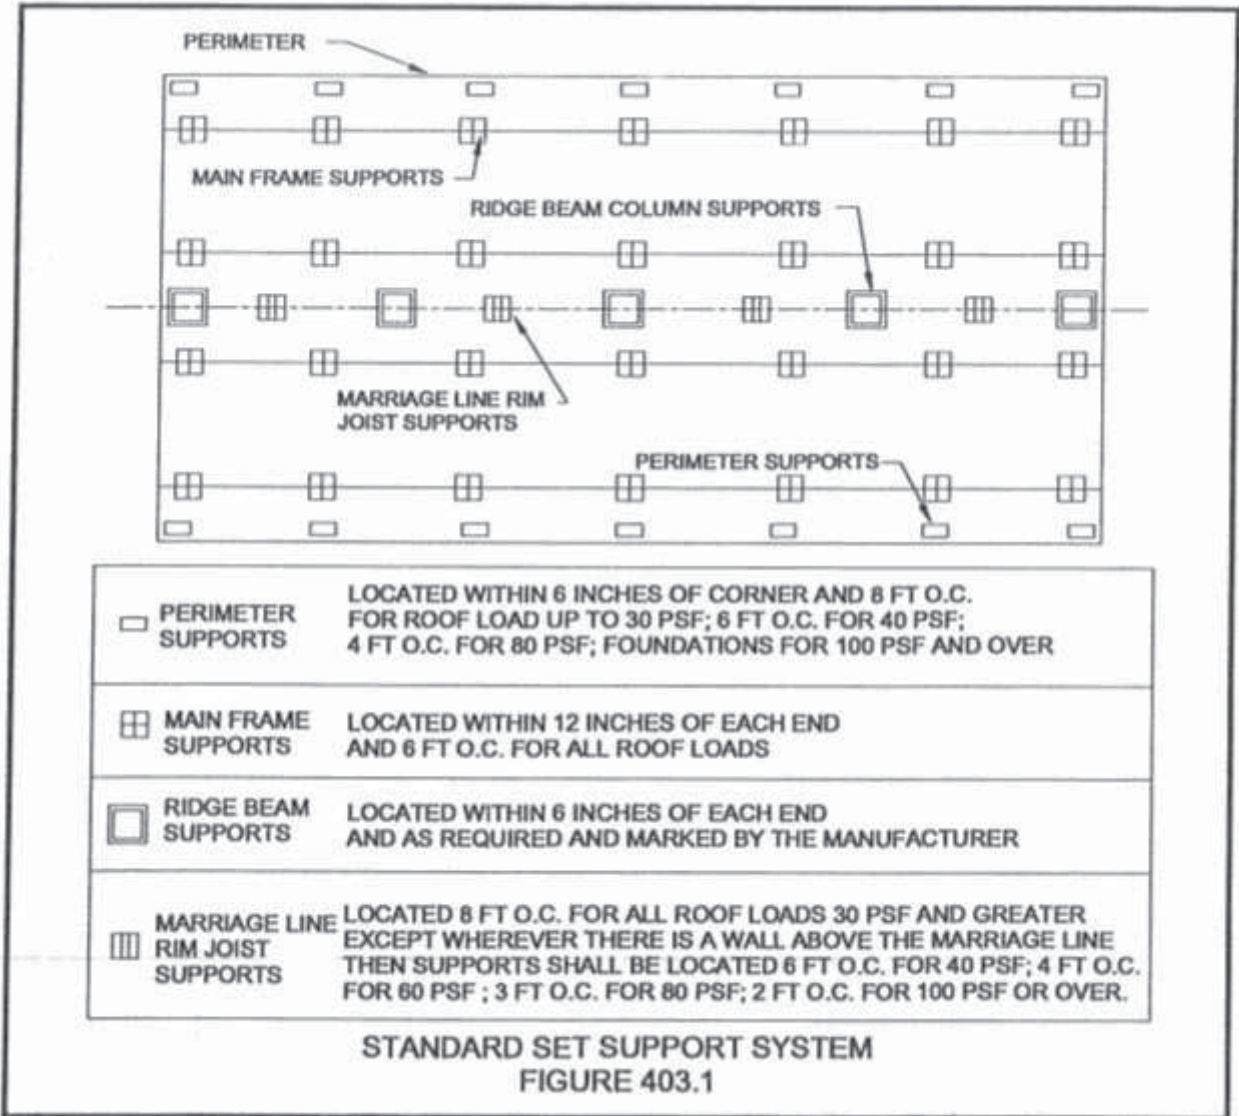 PERIMETER
MAIN FRAME SUPPORTS
RIDGE BEAM COLUMN SUPPORTS
MARRIAGE LINE RIM
JOIST SUPPORTS
PERIMETER SUPPORTS
PERIMETER
SUPPORTS
LOCATED WITHIN 6 INCHES OF CORNER AND 8 FT O.C.
FOR ROOF LOAD UP TO 30 PSF; 6 FT O.C. FOR 40 PSF;
4 FT O.C. FOR 80 PSF; FOUNDATIONS FOR 100 PSF AND OVER
MAIN FRAME
SUPPORTS
LOCATED WITHIN 12 INCHES OF EACH END
AND 6 FT O.C. FOR ALL ROOF LOADS
RIDGE BEAM
SUPPORTS
LOCATED WITHIN 6 INCHES OF EACH END
AND AS REQUIRED AND MARKED BY THE MANUFACTURER
MARRIAGE LINE
RIM JOIST
SUPPORTS
LOCATED 8 FT O.C. FOR ALL ROOF LOADS 30 PSF AND GREATER
EXCEPT WHEREVER THERE IS A WALL ABOVE THE MARRIAGE LINE
THEN SUPPORTS SHALL BE LOCATED 6 FT O.C. FOR 40 PSF; 4 FT O.C.
FOR 60 PSF ; 3 FT O.C. FOR 80 PSF; 2 FT O.C. FOR 100 PSF OR OVER.
STANDARD SET SUPPORT SYSTEM
FIGURE 403.1